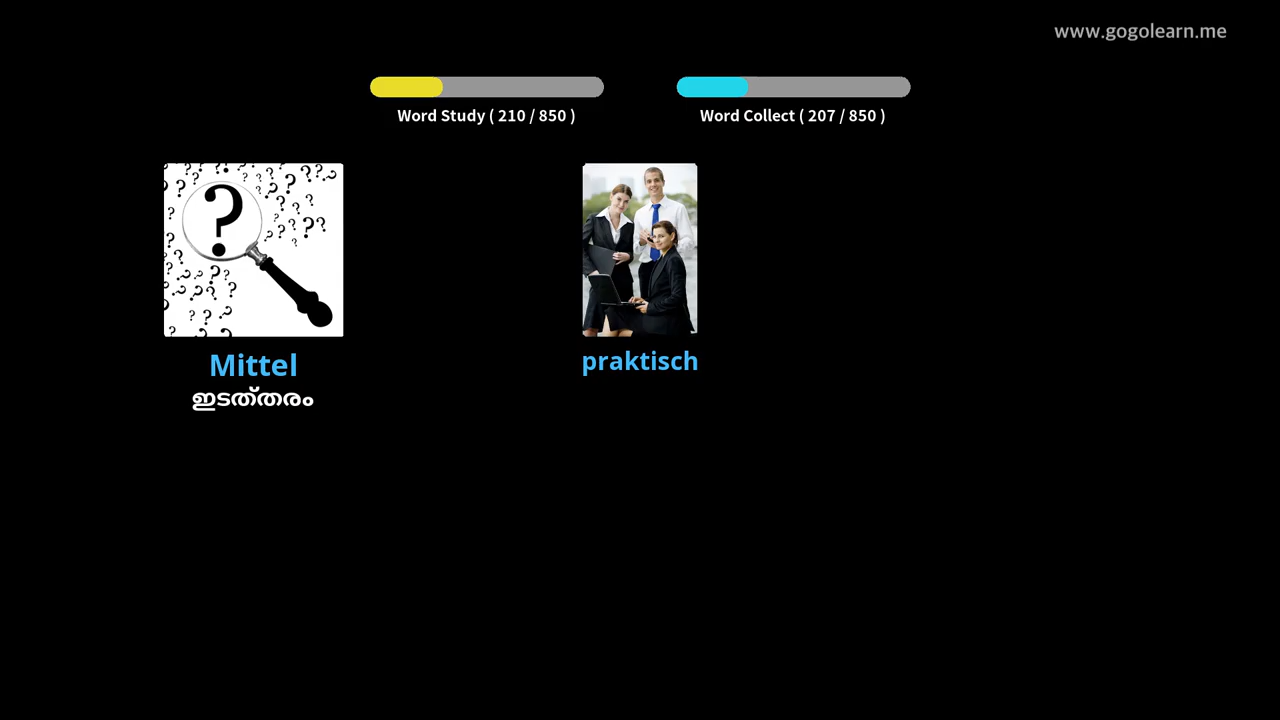 www.gogolearn.me
Word Study ( 210 / 850 )
Word Collect ( 207 / 850 )
Mittel
ഇടത്തരം
praktisch